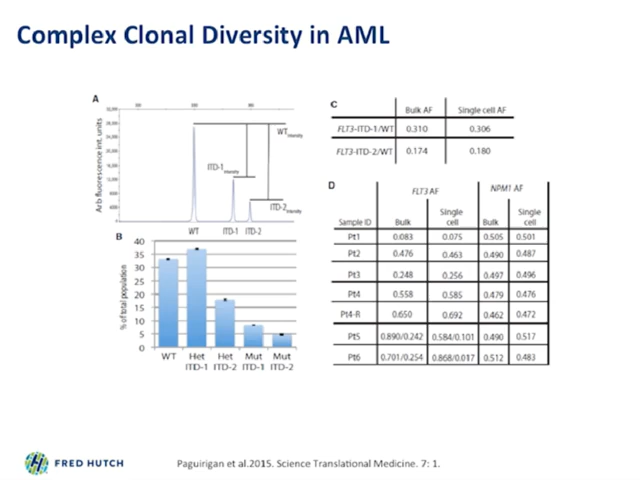 Complex Clonal Diversity in AML
A
Arb fluorescence int. units
WT Intensity
ITD-1 Intensity
ITD-2 Intensity
WT ITD-1 ITD-2
B
% of total population
40
35
30
25
20
15
10
5
0
WT Het ITD-1 Het ITD-2 Mut ITD-1 Mut ITD-2
C
Bulk AF Single cell AF
FLT3-ITD-1/WT 0.310 0.306
FLT3-ITD-2/WT 0.174 0.180
D
FLT3 AF NPM1 AF
Sample ID Bulk Single cell Bulk Single cell
Pt1 0.083 0.075 0.505 0.501
Pt2 0.476 0.463 0.490 0.487
Pt3 0.248 0.256 0.497 0.496
Pt4 0.558 0.585 0.479 0.476
Pt4-R 0.650 0.692 0.462 0.472
Pt5 0.890/0.242 0.584/0.101 0.490 0.517
Pt6 0.701/0.254 0.868/0.017 0.512 0.483
FRED HUTCH
Paguirigan et al.2015. Science Translational Medicine. 7: 1.